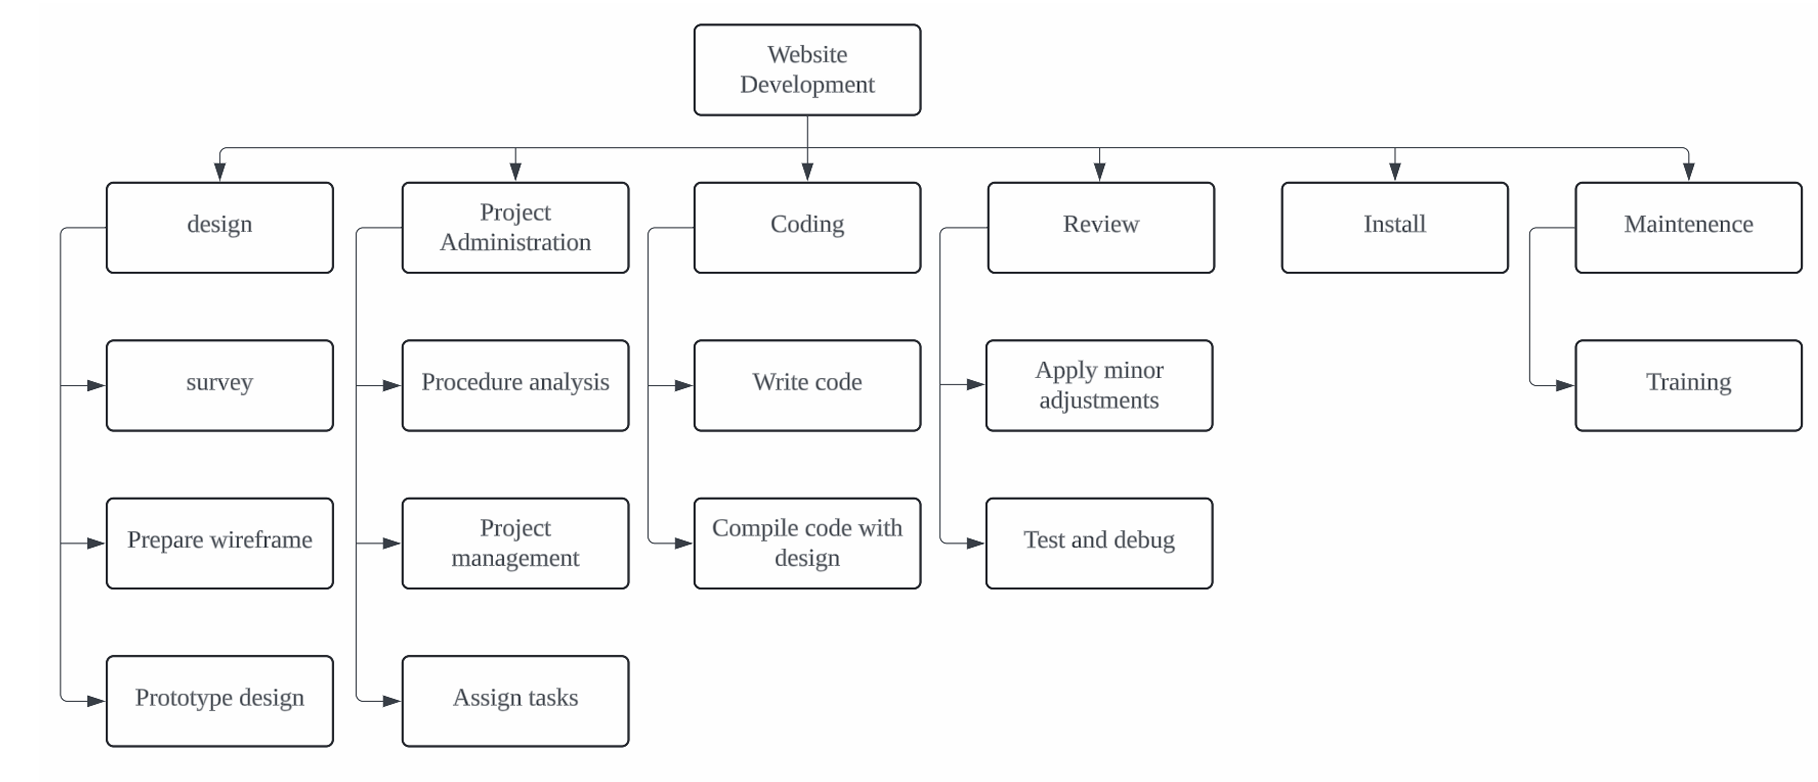 Website
Development
design
Project
Administration
Coding
Review
Install
Maintenence
survey
Procedure analysis
Write code
Apply minor
adjustments
Training
Prepare wireframe
Project
management
Compile code with
design
Test and debug
Prototype design
Assign tasks